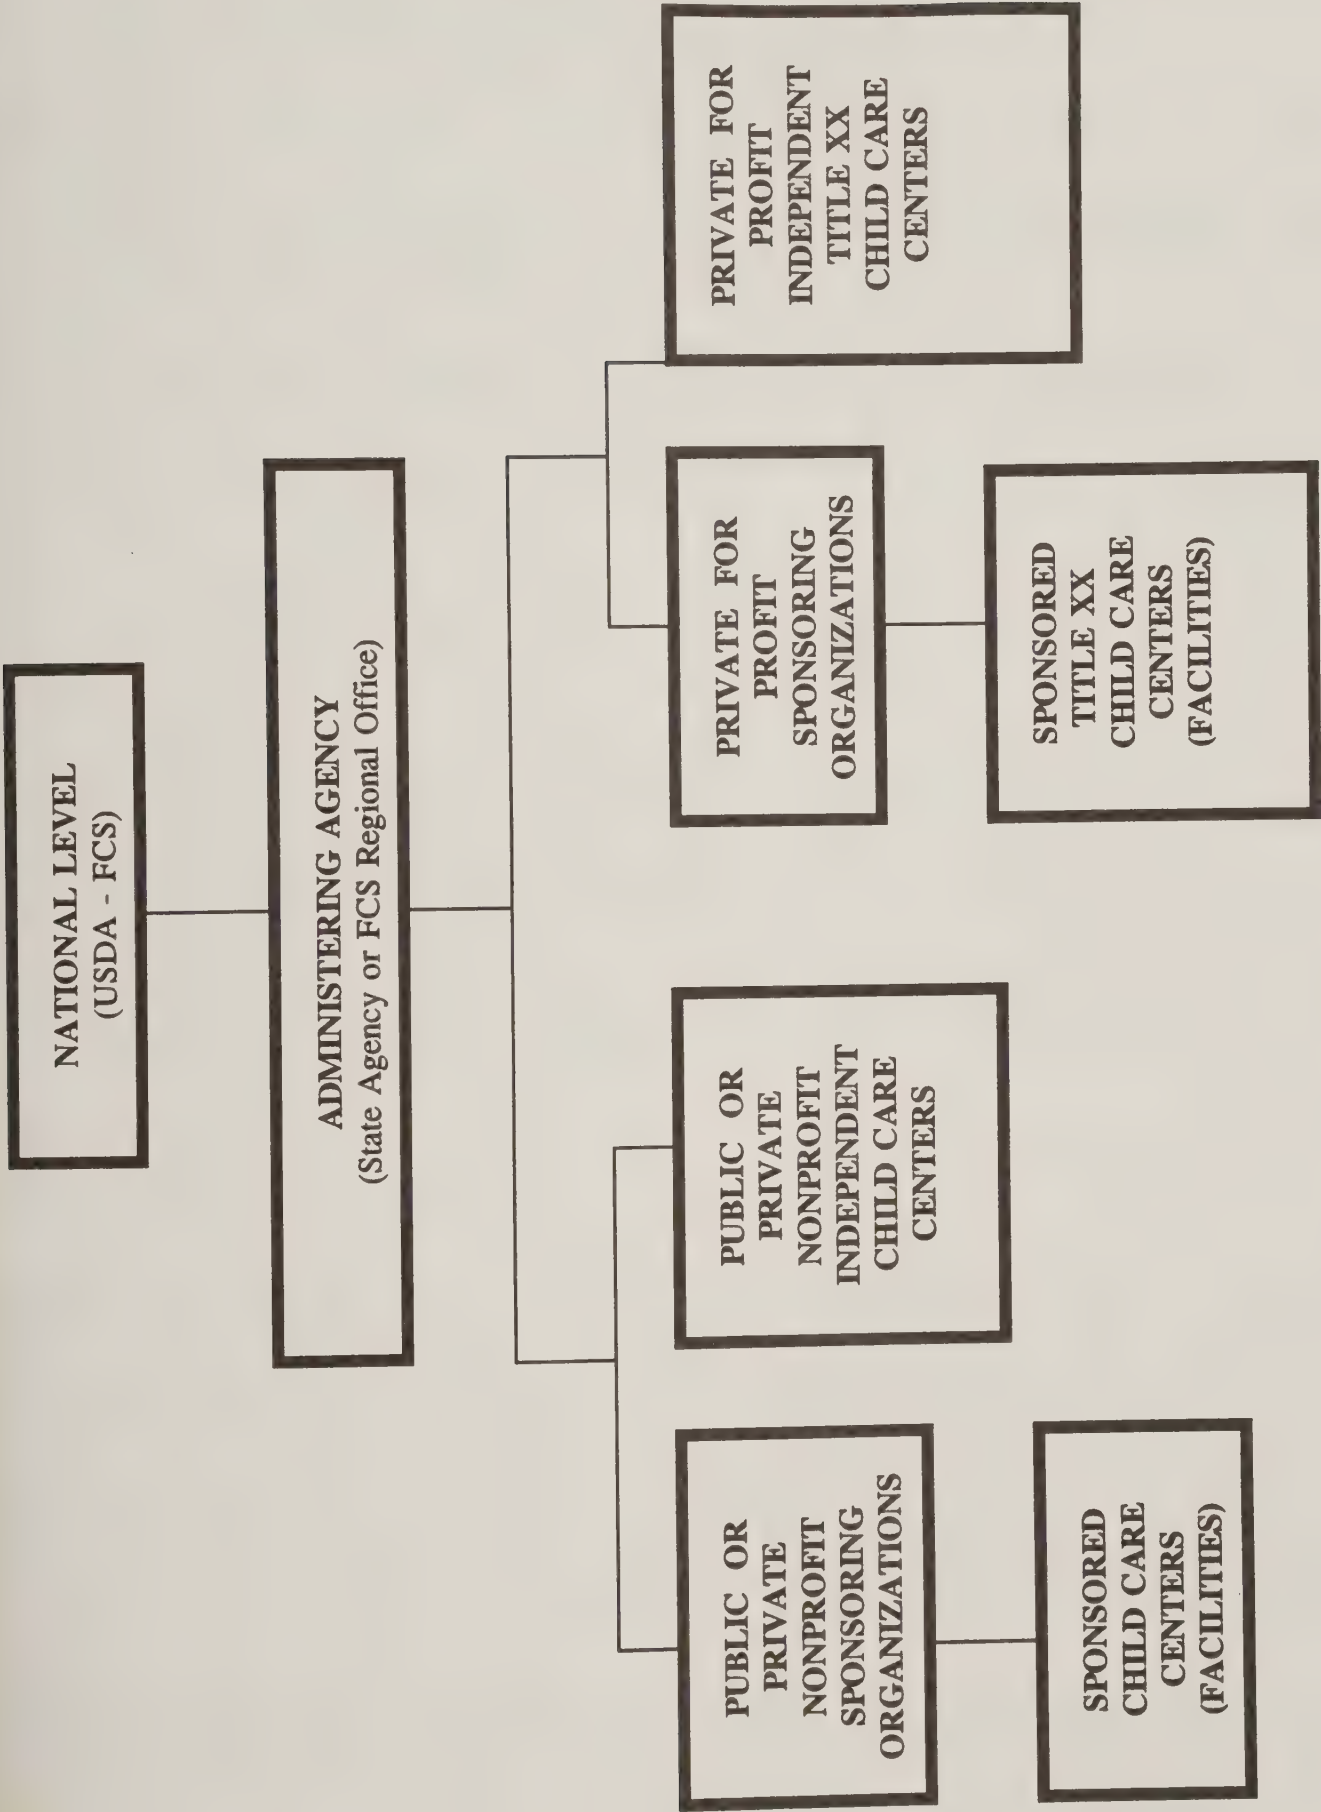 NATIONAL LEVEL
(USDA - FCS)
ADMINISTERING AGENCY
(State Agency or FCS Regional Office)
PUBLIC OR
PRIVATE
NONPROFIT
SPONSORING
ORGANIZATIONS
PUBLIC OR
PRIVATE
NONPROFIT
INDEPENDENT
CHILD CARE
CENTERS
PRIVATE FOR
PROFIT
SPONSORING
ORGANIZATIONS
PRIVATE FOR
PROFIT
INDEPENDENT
TITLE XX
CHILD CARE
CENTERS
SPONSORED
CHILD CARE
CENTERS
(FACILITIES)
SPONSORED
TITLE XX
CHILD CARE
CENTERS
(FACILITIES)